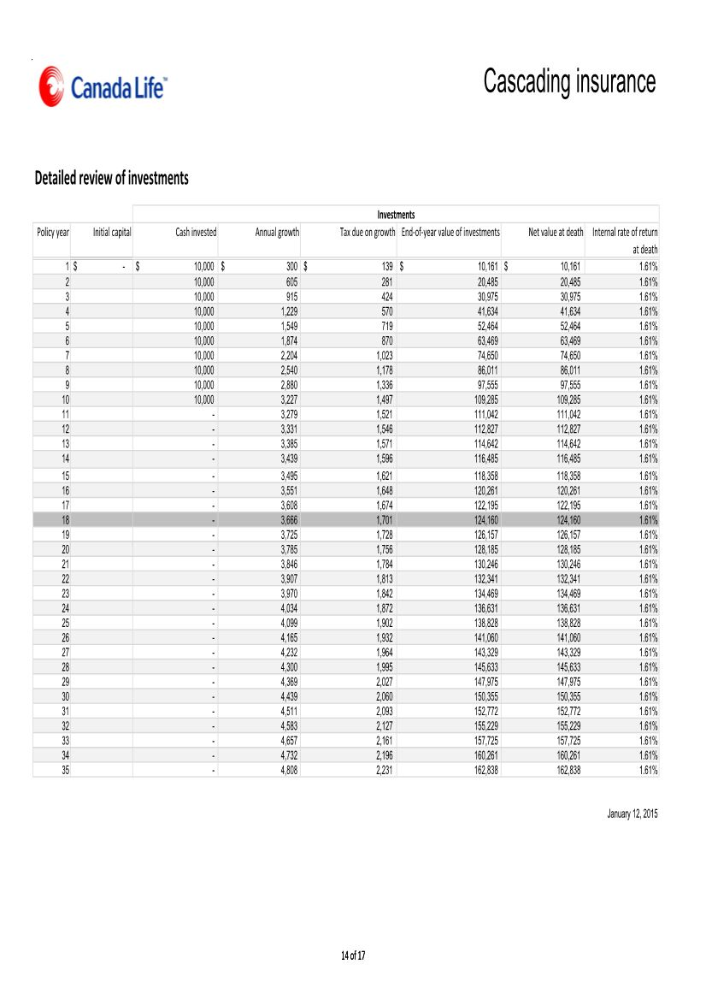 .
Canada Life™
Cascading insurance
Detailed review of investments
Investments
Policy year Initial capital Cash invested Annual growth Tax due on growth End-of-year value of investments Net value at death Internal rate of return
at death
1 $ - $ 10,000 $ 300 $ 139 $ 10,161 $ 10,161 1.61%
2 10,000 605 281 20,485 20,485 1.61%
3 10,000 915 424 30,975 30,975 1.61%
4 10,000 1,229 570 41,634 41,634 1.61%
5 10,000 1,549 719 52,464 52,464 1.61%
6 10,000 1,874 870 63,469 63,469 1.61%
7 10,000 2,204 1,023 74,650 74,650 1.61%
8 10,000 2,540 1,178 86,011 86,011 1.61%
9 10,000 2,880 1,336 97,555 97,555 1.61%
10 10,000 3,227 1,497 109,285 109,285 1.61%
11 - 3,279 1,521 111,042 111,042 1.61%
12 - 3,331 1,546 112,827 112,827 1.61%
13 - 3,385 1,571 114,642 114,642 1.61%
14 - 3,439 1,596 116,485 116,485 1.61%
15 - 3,495 1,621 118,358 118,358 1.61%
16 - 3,551 1,648 120,261 120,261 1.61%
17 - 3,608 1,674 122,195 122,195 1.61%
18 - 3,666 1,701 124,160 124,160 1.61%
19 - 3,725 1,728 126,157 126,157 1.61%
20 - 3,785 1,756 128,185 128,185 1.61%
21 - 3,846 1,784 130,246 130,246 1.61%
22 - 3,907 1,813 132,341 132,341 1.61%
23 - 3,970 1,842 134,469 134,469 1.61%
24 - 4,034 1,872 136,631 136,631 1.61%
25 - 4,099 1,902 138,828 138,828 1.61%
26 - 4,165 1,932 141,060 141,060 1.61%
27 - 4,232 1,964 143,329 143,329 1.61%
28 - 4,300 1,995 145,633 145,633 1.61%
29 - 4,369 2,027 147,975 147,975 1.61%
30 - 4,439 2,060 150,355 150,355 1.61%
31 - 4,511 2,093 152,772 152,772 1.61%
32 - 4,583 2,127 155,229 155,229 1.61%
33 - 4,657 2,161 157,725 157,725 1.61%
34 - 4,732 2,196 160,261 160,261 1.61%
35 - 4,808 2,231 162,838 162,838 1.61%
January 12, 2015
14 of 17